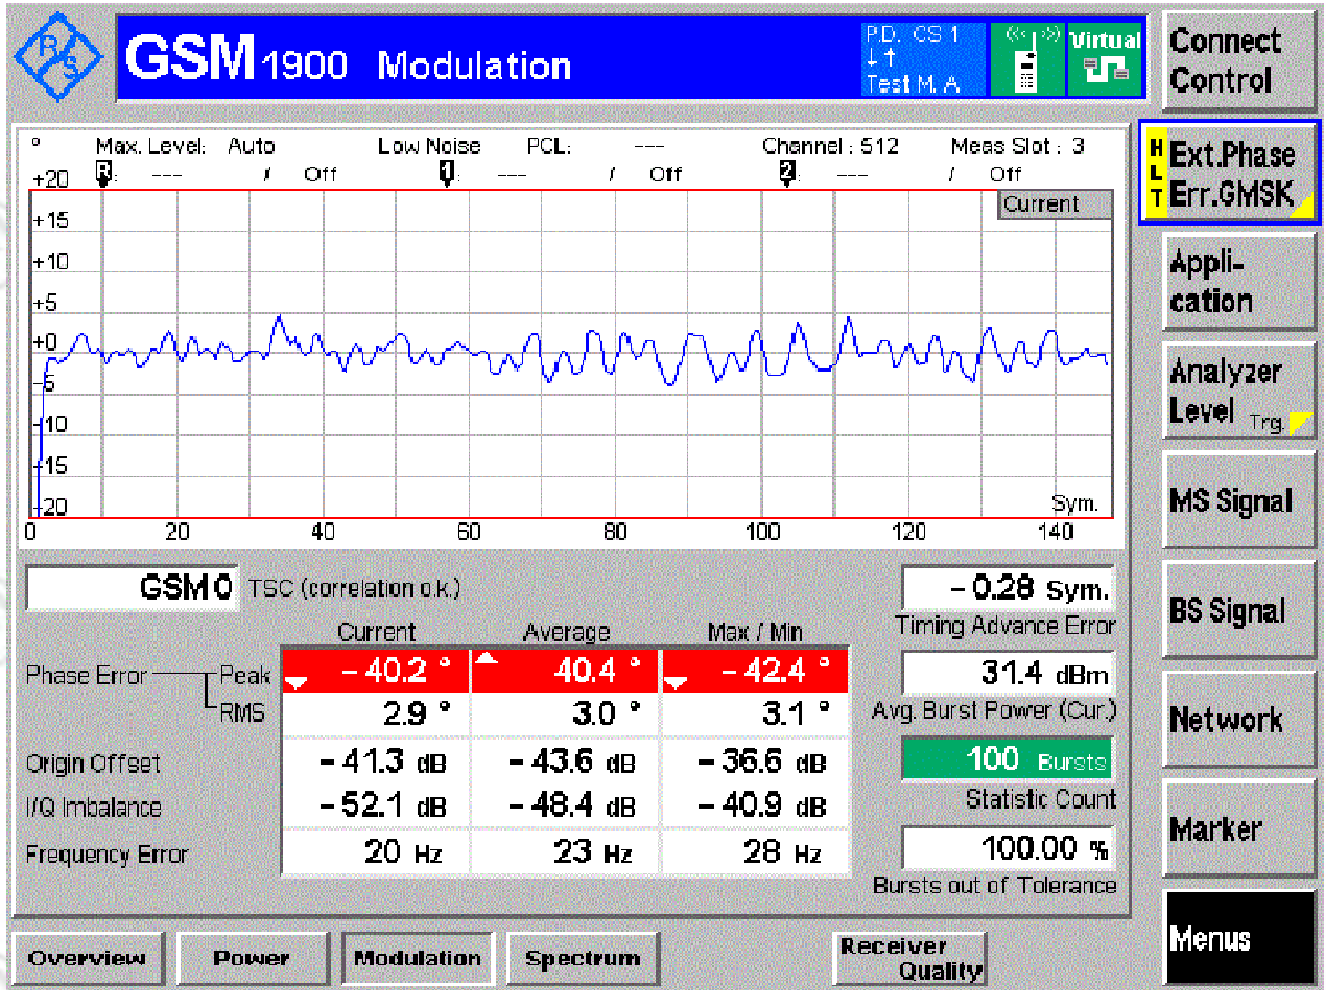 R S
GSM 1900 Modulation
P.D. CS 1
Test M. A.
Virtual
Connect
Control
° Max. Level: Auto Low Noise PCL: --- Channel : 512 Meas Slot : 3
R : --- / Off 1 : --- / Off 2 : --- / Off
HLT
Ext.Phase
Err.GMSK
Current
+20
+15
+10
+5
+0
-5
-10
-15
-20
Sym.
0 20 40 60 80 100 120 140
Appli-
cation
Analyzer
Level Trg.
MS Signal
BS Signal
Network
Marker
Menus
GSM 0 TSC (correlation o.k.)
- 0.28 Sym.
Timing Advance Error
Current Average Max / Min
Phase Error Peak - 40.2 ° 40.4 ° - 42.4 °
RMS 2.9 ° 3.0 ° 3.1 °
31.4 dBm
Avg. Burst Power (Cur.)
Origin Offset - 41.3 dB - 43.6 dB - 36.6 dB
100 Bursts
Statistic Count
I/Q Imbalance - 52.1 dB - 48.4 dB - 40.9 dB
Frequency Error 20 Hz 23 Hz 28 Hz
100.00 %
Bursts out of Tolerance
Overview Power Modulation Spectrum
Receiver
Quality